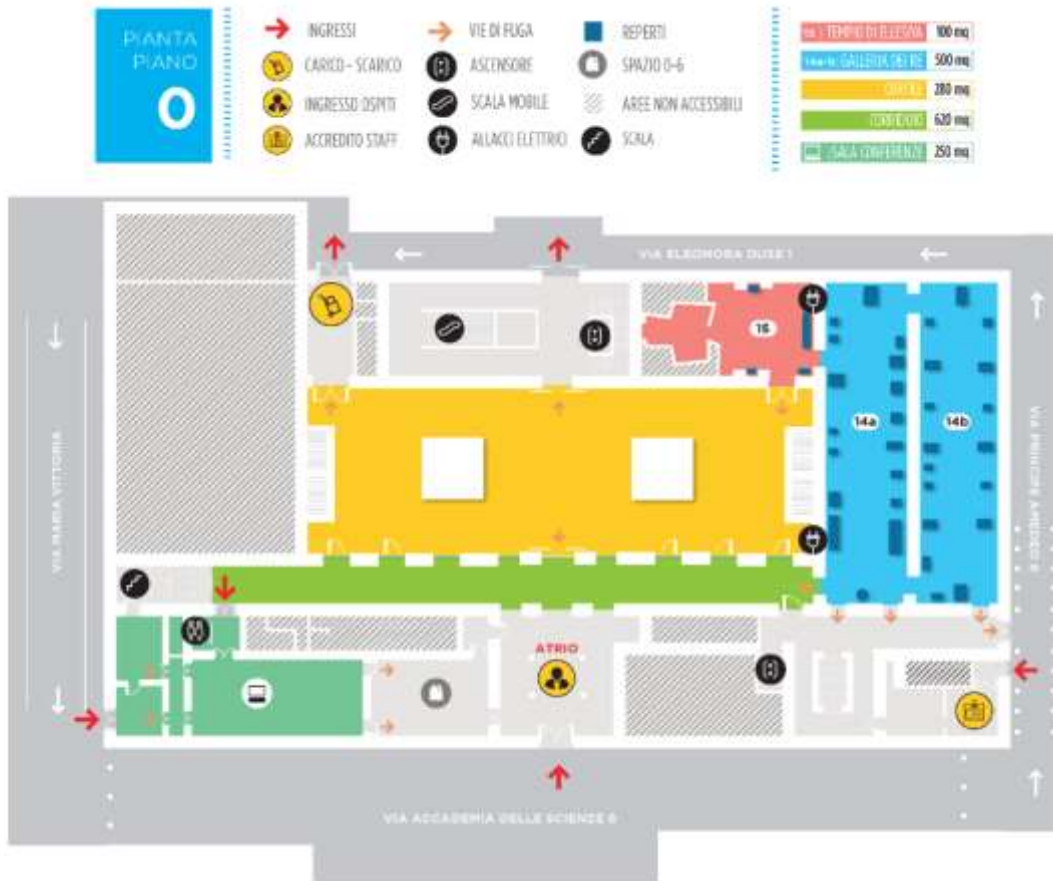 PIANTA
PIANO
0
INGRESSI
CARICO - SCARICO
INGRESSO OSPITI
ACCREDITO STAFF
VIE DI FUGA
ASCENSORE
SCALA MOBILE
ALLACCI ELETTRICI
REPERTI
SPAZIO 0-6
AREE NON ACCESSIBILI
SCALA
TEMPIO DI ELLESIJA 100 mq
GALLERIA DEI RE 500 mq
280 mq
620 mq
SALA CONFERENZE 250 mq
VIA ELEONORA DUSE 1
16
14a
14b
VIA MARIA VITTORIA
VIA PRINCIPE AMEDEO
ATRIO
VIA ACCADEMIA DELLE SCIENZE 6